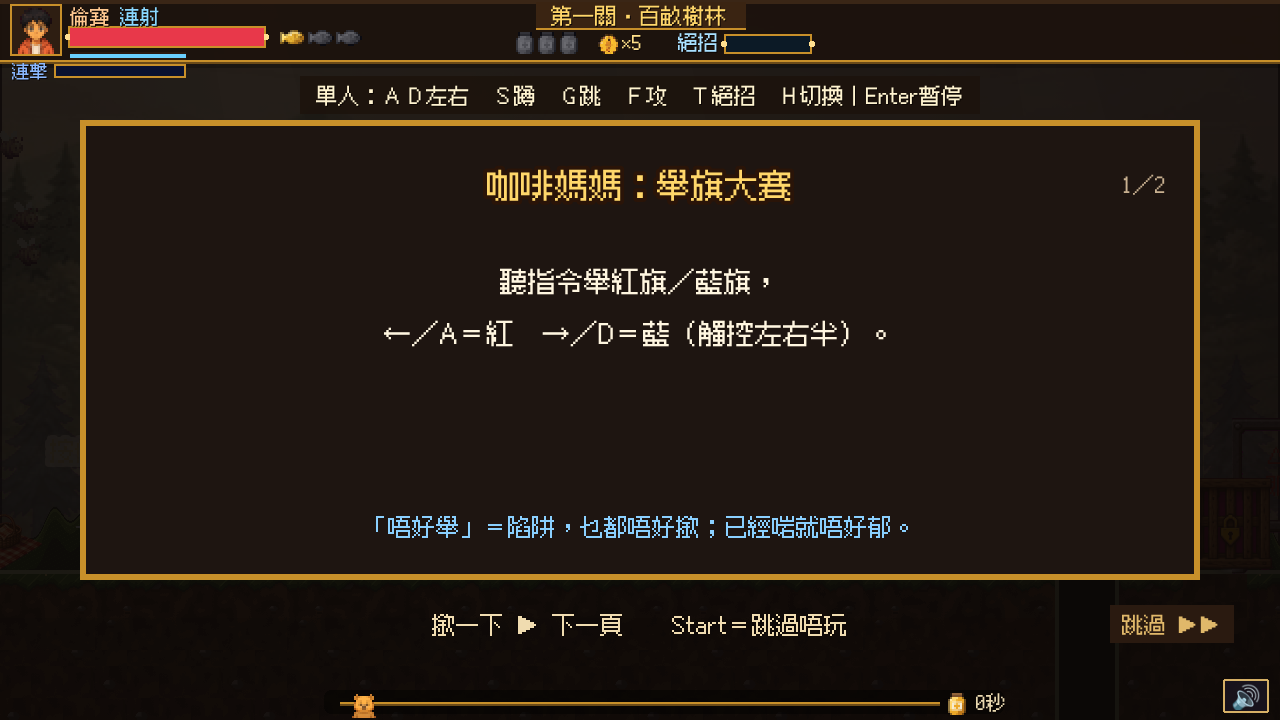 倫寶 連射
第一關·百畝樹林
×5 絕招
連擊
單人：A D左右 S蹲 G跳 F攻 T絕招 H切換 | Enter暫停
咖啡媽媽：舉旗大賽
1／2
聽指令舉紅旗／藍旗，
←／A＝紅 →／D＝藍（觸控左右半）。
「唔好舉」＝陷阱，也都唔好撳；已經啱就唔好郁。
撳一下 ▶ 下一頁 Start＝跳過唔玩
跳過 ▶▶
0秒